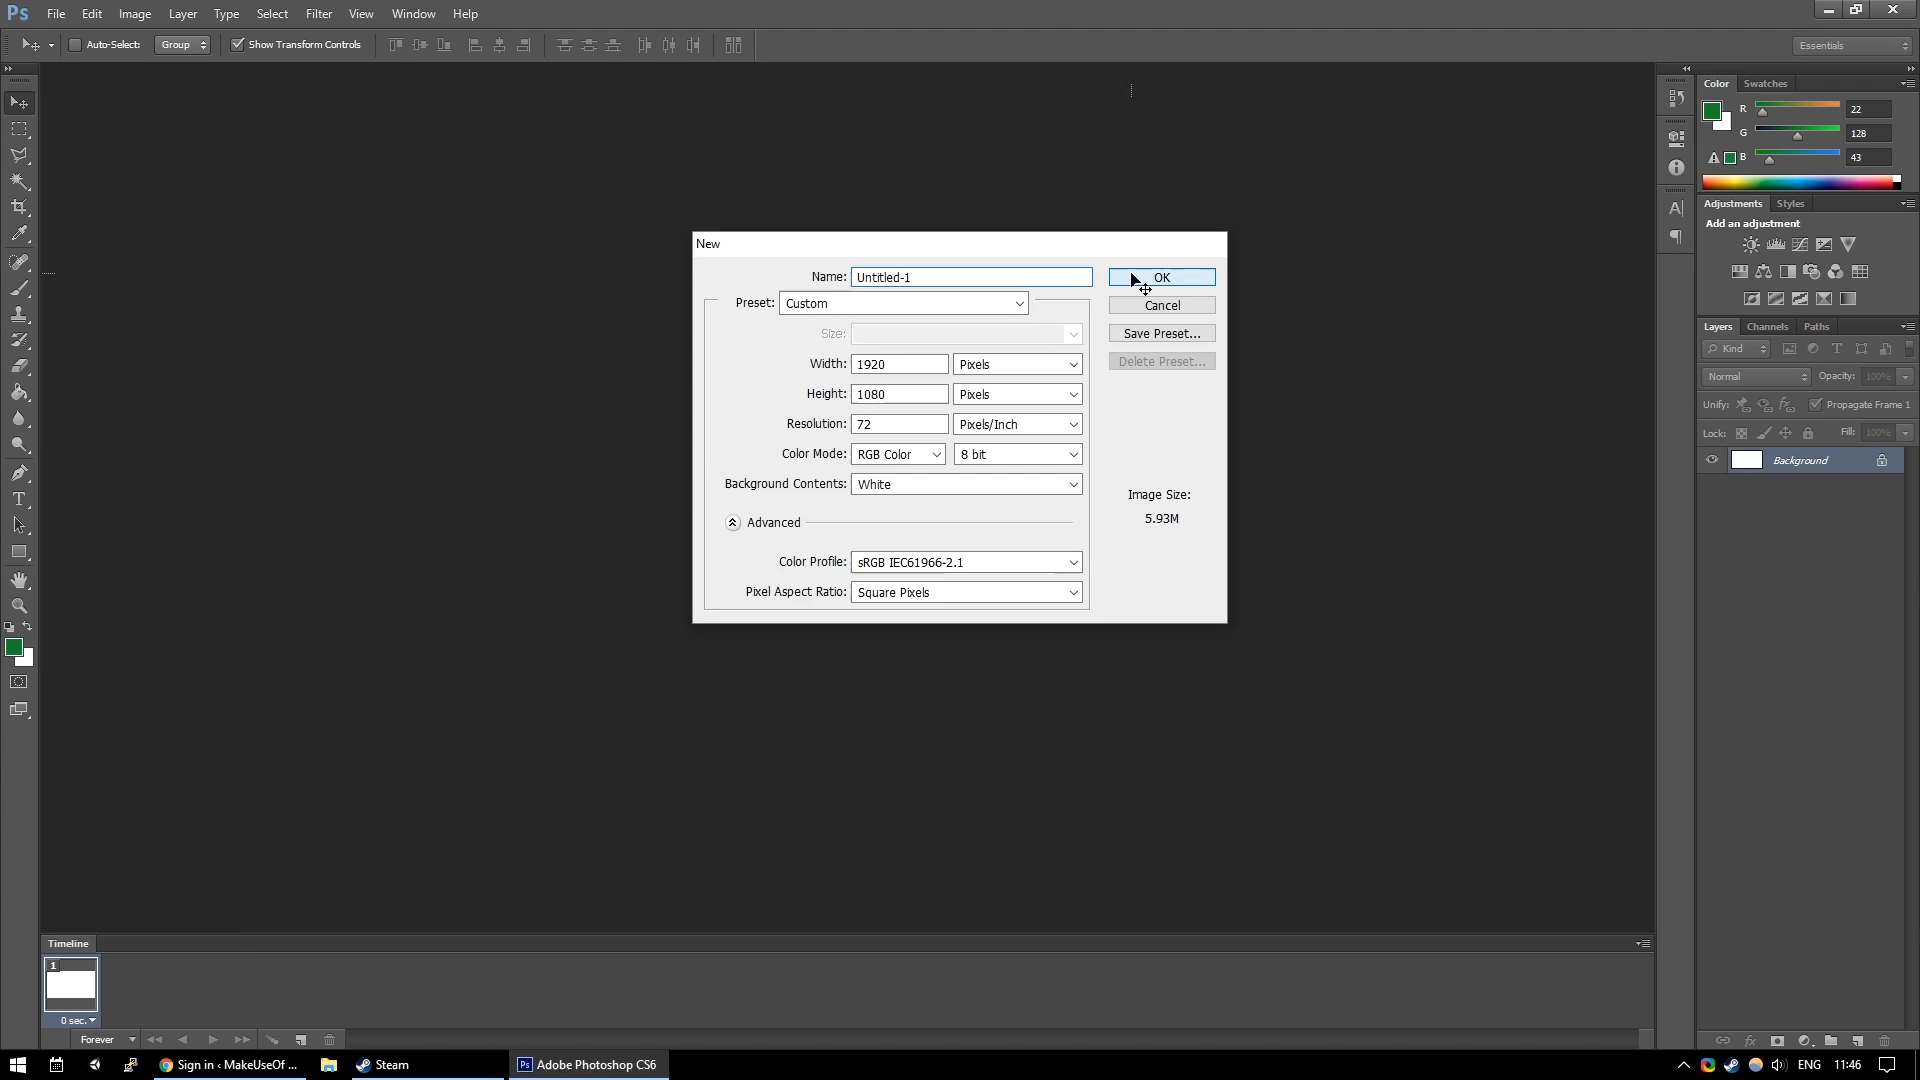 Ps File Edit Image Layer Type Select Filter View Window Help
Auto-Select: Group Show Transform Controls Essentials
Color Swatches
R 22
G 128
B 43
Adjustments Styles
Add an adjustment
New
Name: Untitled-1 OK
Preset: Custom Cancel
Size: Save Preset...
Width: 1920 Pixels Delete Preset...
Height: 1080 Pixels
Resolution: 72 Pixels/Inch
Color Mode: RGB Color 8 bit
Background Contents: White
Image Size:
5.93M
Advanced
Color Profile: sRGB IEC61966-2.1
Pixel Aspect Ratio: Square Pixels
Layers Channels Paths
Kind
Normal Opacity: 100%
Unify: Propagate Frame 1
Lock: Fill: 100%
Background
Timeline
1
0 sec.
Forever
Sign in ‹ MakeUseOf ... Steam Ps Adobe Photoshop CS6 ENG 11:46